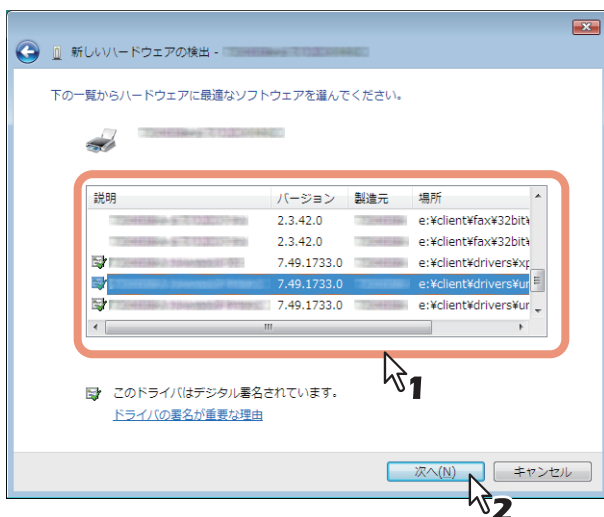 新しいハードウェアの検出 -
下の一覧からハードウェアに最適なソフトウェアを選んでください。
説明 バージョン 製造元 場所
2.3.42.0 e:¥client¥fax¥32bit¥
2.3.42.0 e:¥client¥fax¥32bit¥
7.49.1733.0 e:¥client¥drivers¥xp
7.49.1733.0 e:¥client¥drivers¥ur
7.49.1733.0 e:¥client¥drivers¥ur
1
このドライバはデジタル署名されています。
ドライバの署名が重要な理由
次へ(N) キャンセル
2